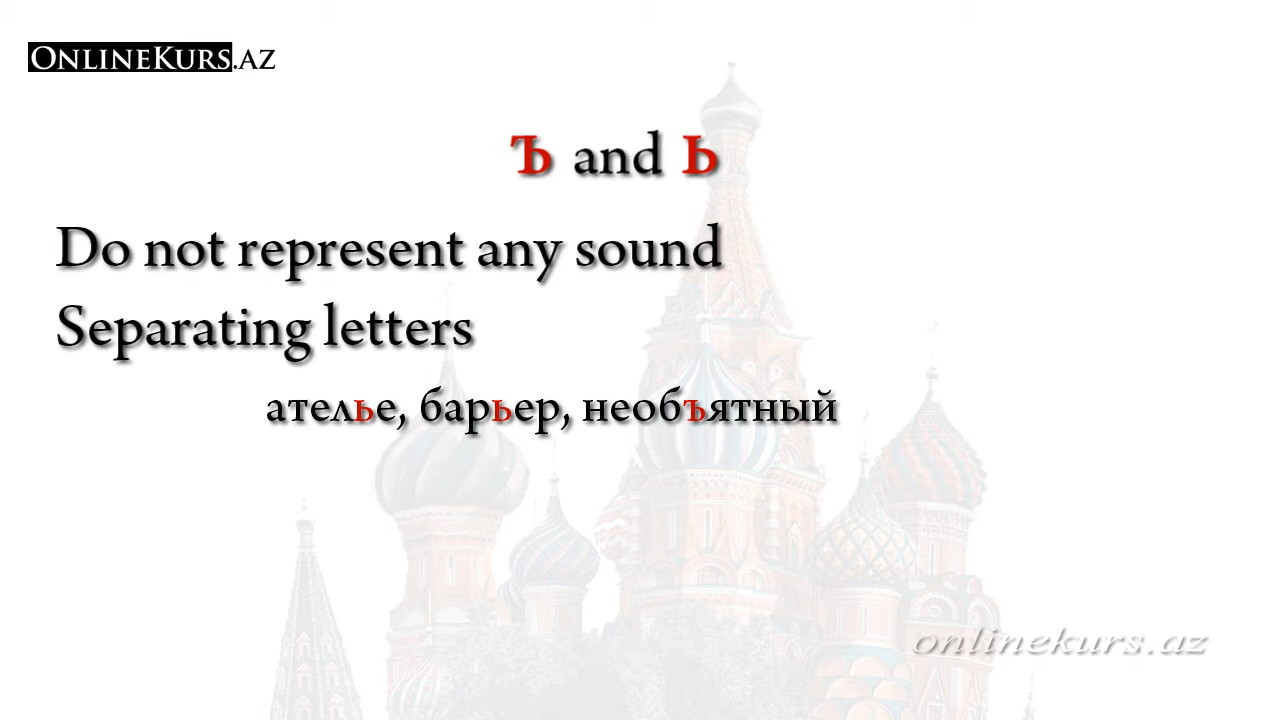 OnlineKurs.az
Ъ and Ь
Do not represent any sound
Separating letters
ателье, барьер, необъятный
onlinekurs.az